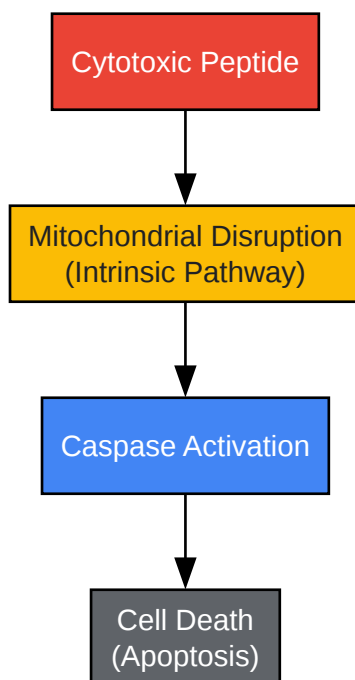 Cytotoxic Peptide
Mitochondrial Disruption
(Intrinsic Pathway)
Caspase Activation
Cell Death
(Apoptosis)